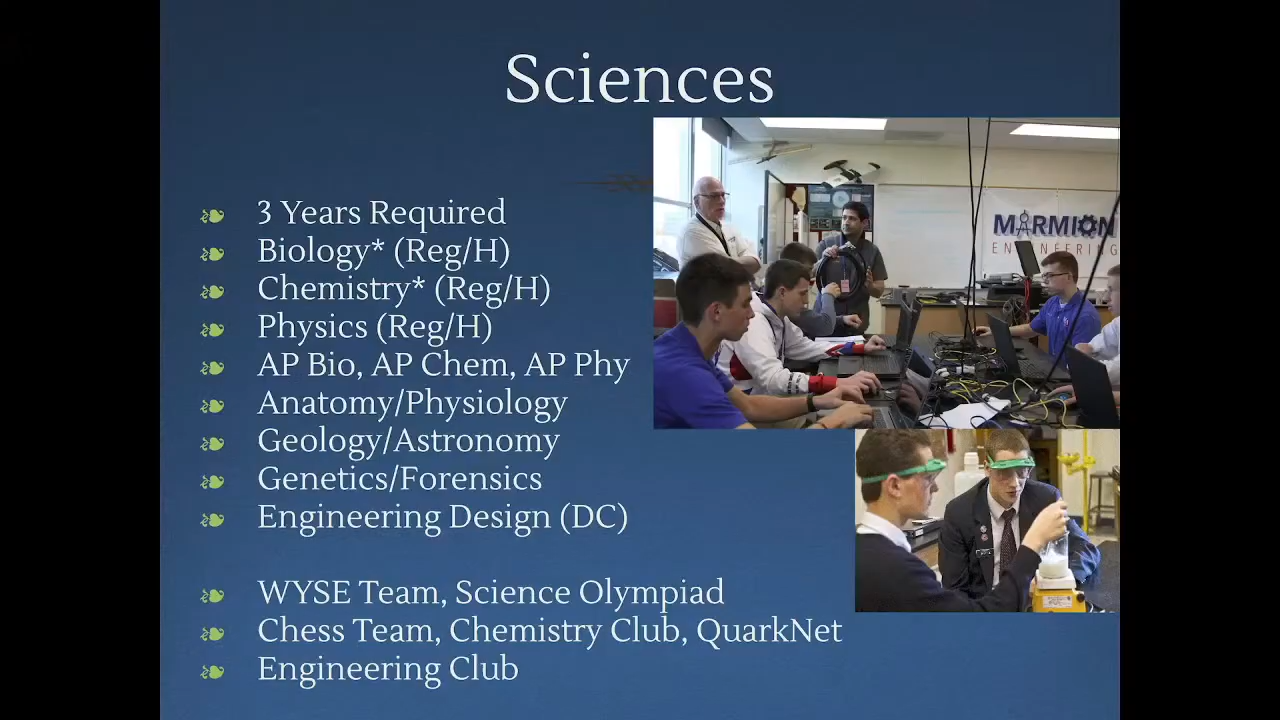 Sciences
3 Years Required
Biology* (Reg/H)
Chemistry* (Reg/H)
Physics (Reg/H)
AP Bio, AP Chem, AP Phy
Anatomy/Physiology
Geology/Astronomy
Genetics/Forensics
Engineering Design (DC)
WYSE Team, Science Olympiad
Chess Team, Chemistry Club, QuarkNet
Engineering Club
MARMION
ENGINEERING